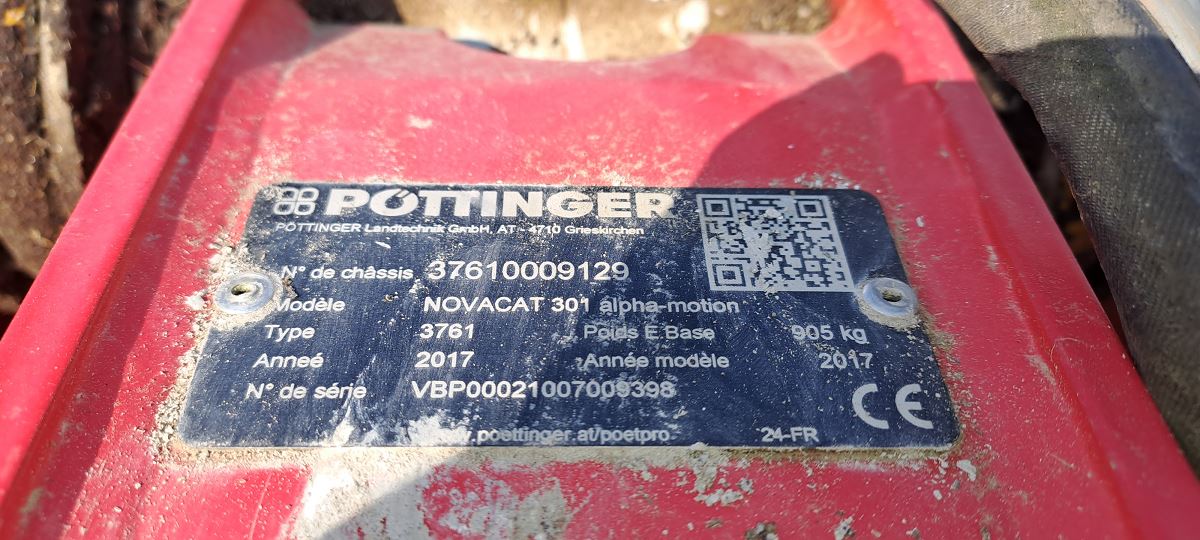 PÖTTINGER
PÖTTINGER Landtechnik GmbH, AT - 4710 Grieskirchen
N° de châssis 37610009129
Modèle NOVACAT 301 alpha-motion
Type 3761 Poids E Base 905 kg
Anneé 2017 Année modèle 2017
N° de série VBP00021007009398
www.poettinger.at/poetpro 24-FR
CE